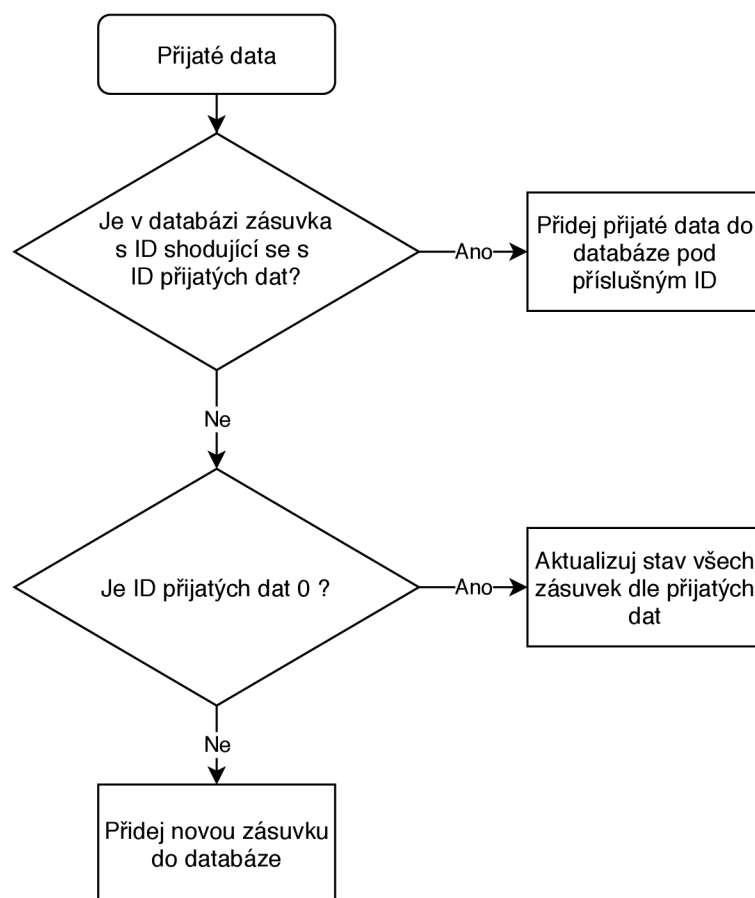 Přijaté data
Je v databázi zásuvka
s ID shodující se s
ID přijatých dat?
Ano
Přidej přijaté data do
databáze pod
příslušným ID
Ne
Je ID přijatých dat 0 ?
Ano
Aktualizuj stav všech
zásuvek dle přijatých
dat
Ne
Přidej novou zásuvku
do databáze